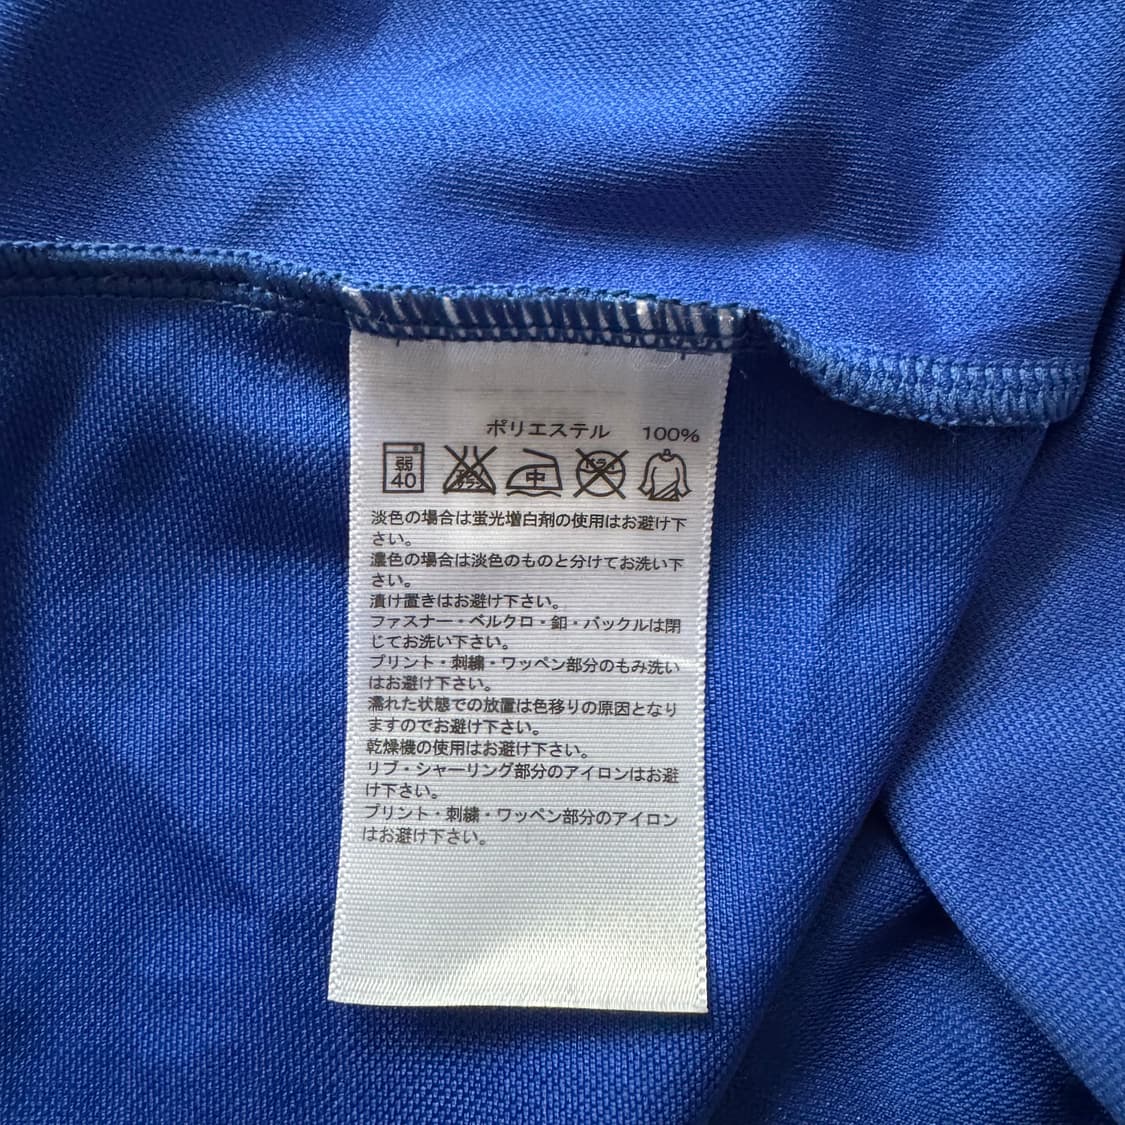 ポリエステル 100%
弱 中 ドライ
40 エンソサラシ
淡色の場合は蛍光増白剤の使用はお避け下
さい。
濃色の場合は淡色のものと分けてお洗い下
さい。
漬け置きはお避け下さい。
ファスナー・ベルクロ・釦・バックルは閉
じてお洗い下さい。
プリント・刺繍・ワッペン部分のもみ洗い
はお避け下さい。
濡れた状態での放置は色移りの原因となり
ますのでお避け下さい。
乾燥機の使用はお避け下さい。
リブ・シャーリング部分のアイロンはお避
け下さい。
プリント・刺繍・ワッペン部分のアイロン
はお避け下さい。